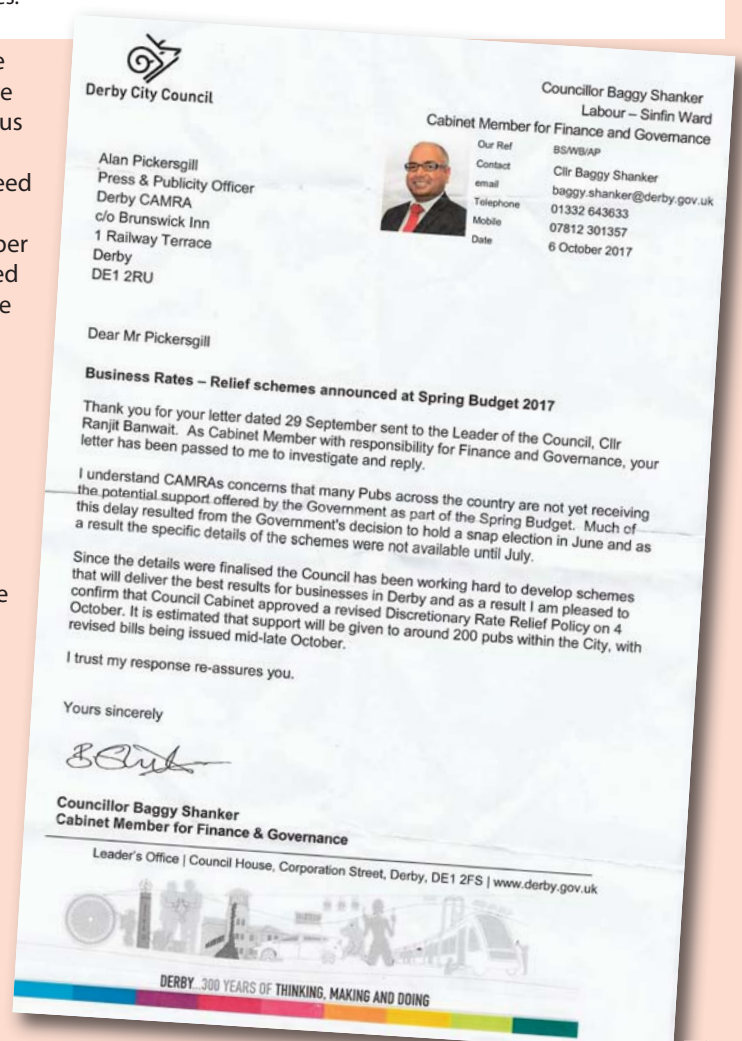 Derby City Council
Councillor Baggy Shanker
Labour – Sinfin Ward
Cabinet Member for Finance and Governance
Our Ref BS/WB/AP
Contact Cllr Baggy Shanker
email baggy.shanker@derby.gov.uk
Telephone 01332 643633
Mobile 07812 301357
Date 6 October 2017
Alan Pickersgill
Press & Publicity Officer
Derby CAMRA
c/o Brunswick Inn
1 Railway Terrace
Derby
DE1 2RU
Dear Mr Pickersgill
Business Rates – Relief schemes announced at Spring Budget 2017
Thank you for your letter dated 29 September sent to the Leader of the Council, Cllr
Ranjit Banwait. As Cabinet Member with responsibility for Finance and Governance, your
letter has been passed to me to investigate and reply.
I understand CAMRAs concerns that many Pubs across the country are not yet receiving
the potential support offered by the Government as part of the Spring Budget. Much of
this delay resulted from the Government's decision to hold a snap election in June and as
a result the specific details of the schemes were not available until July.
Since the details were finalised the Council has been working hard to develop schemes
that will deliver the best results for businesses in Derby and as a result I am pleased to
confirm that Council Cabinet approved a revised Discretionary Rate Relief Policy on 4
October. It is estimated that support will be given to around 200 pubs within the City, with
revised bills being issued mid-late October.
I trust my response re-assures you.
Yours sincerely
Councillor Baggy Shanker
Cabinet Member for Finance & Governance
Leader's Office | Council House, Corporation Street, Derby, DE1 2FS | www.derby.gov.uk
DERBY...300 YEARS OF THINKING, MAKING AND DOING